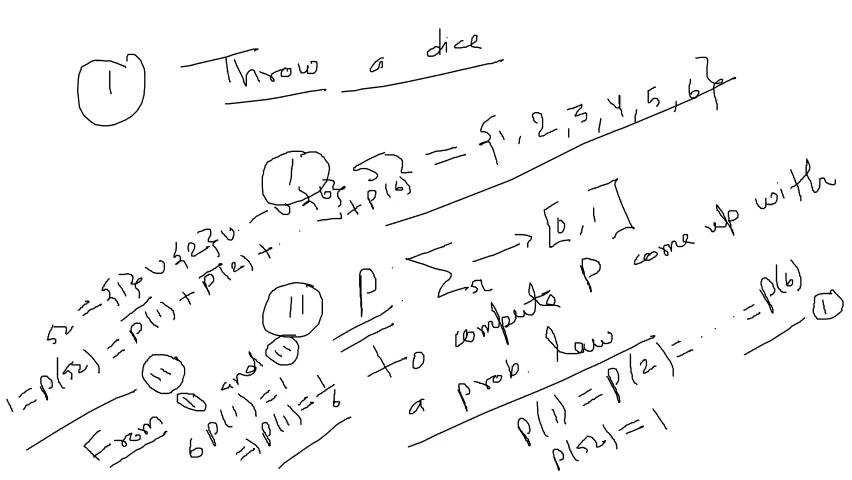 ① Throw a dice
① Ω = {1, 2, 3, 4, 5, 6}
Ω = {1} ∪ {2} ∪ . - ∪ {6}
1 = P(Ω) = P(1) + P(2) + ... + P(6)
⑪
⑪ P: Σ_Ω → [0, 1]
to compute P come up with
a prob. law
P(1) = P(2) = ... = P(6) ①
P(Ω) = 1
From ① and ⑪
6P(1) = 1
⇒ P(1) = 1/6